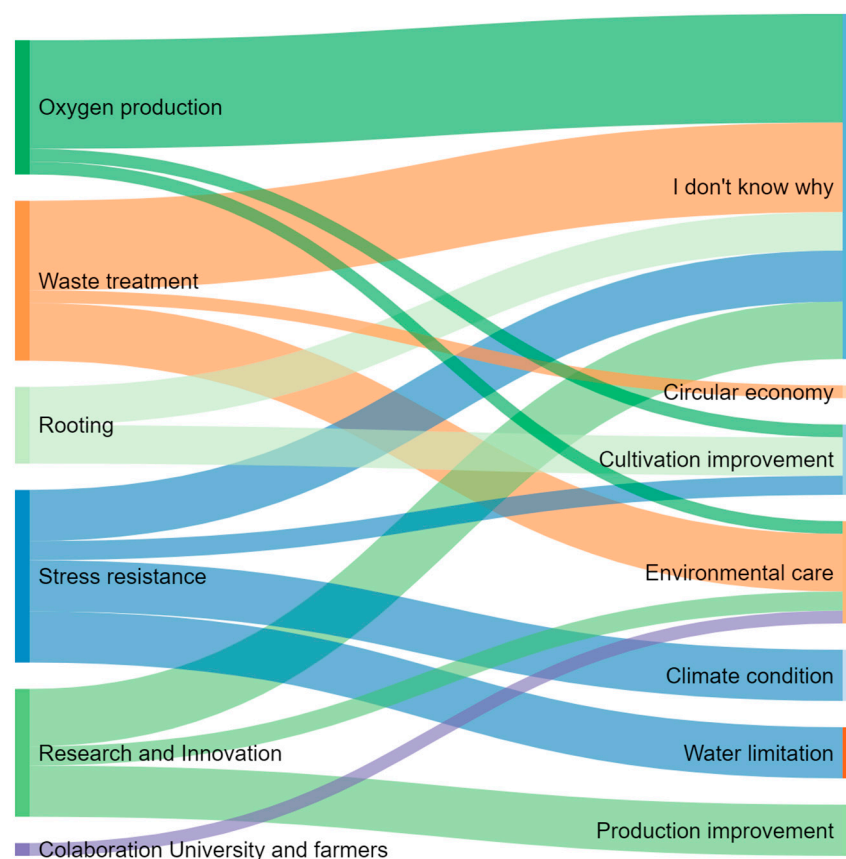 Oxygen production
Waste treatment
Rooting
Stress resistance
Research and Innovation
Colaboration University and farmers
I don't know why
Circular economy
Cultivation improvement
Environmental care
Climate condition
Water limitation
Production improvement